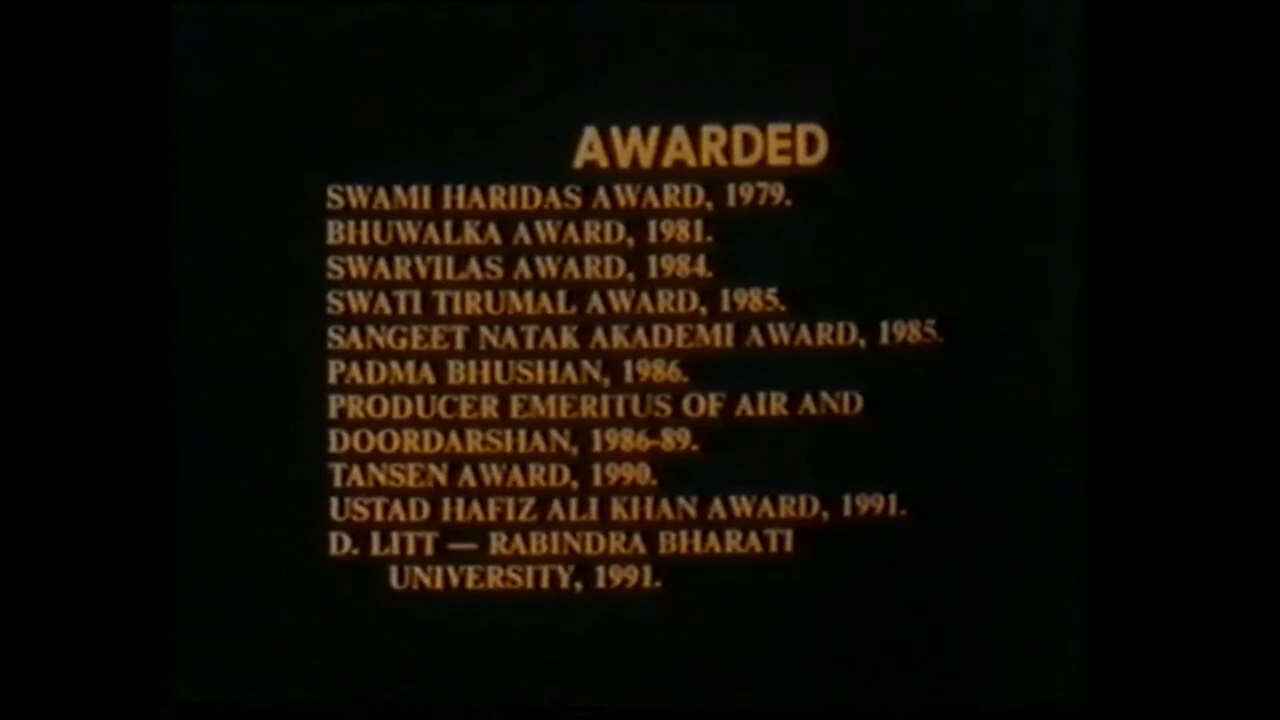 AWARDED
SWAMI HARIDAS AWARD, 1979.
BHUWALKA AWARD, 1981.
SWARVILAS AWARD, 1984.
SWATI TIRUMAL AWARD, 1985.
SANGEET NATAK AKADEMI AWARD, 1985.
PADMA BHUSHAN, 1986.
PRODUCER EMERITUS OF AIR AND
DOORDARSHAN, 1986-89.
TANSEN AWARD, 1990.
USTAD HAFIZ ALI KHAN AWARD, 1991.
D. LITT — RABINDRA BHARATI
UNIVERSITY, 1991.